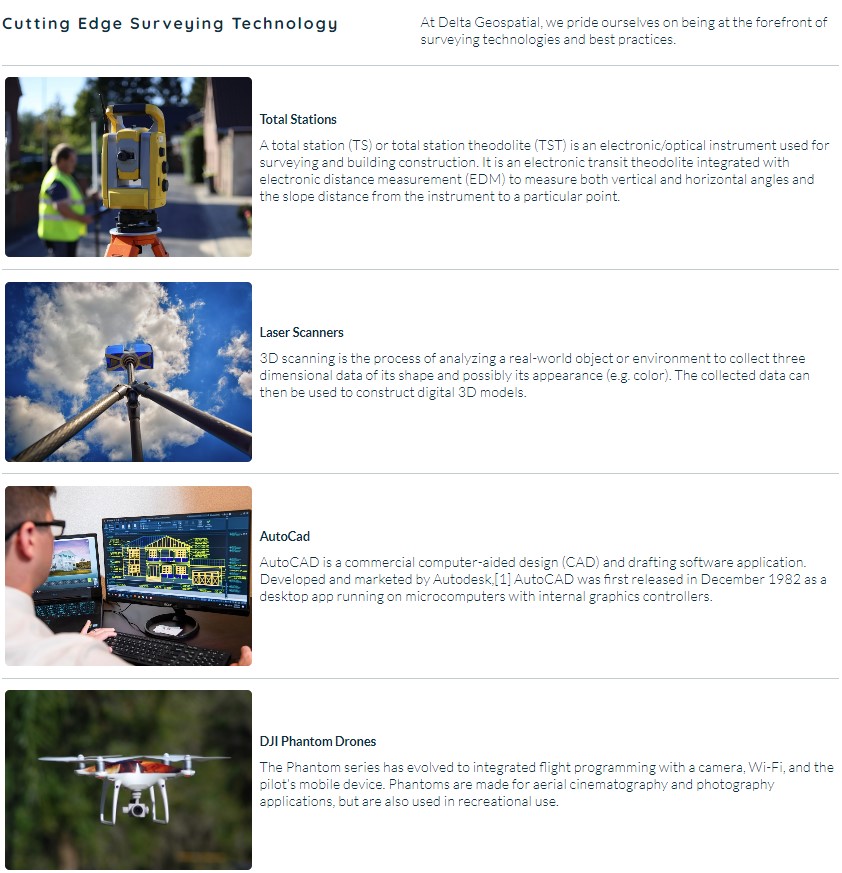 Cutting Edge Surveying Technology
At Delta Geospatial, we pride ourselves on being at the forefront of
surveying technologies and best practices.
Total Stations
A total station (TS) or total station theodolite (TST) is an electronic/optical instrument used for
surveying and building construction. It is an electronic transit theodolite integrated with
electronic distance measurement (EDM) to measure both vertical and horizontal angles and
the slope distance from the instrument to a particular point.
Laser Scanners
3D scanning is the process of analyzing a real-world object or environment to collect three
dimensional data of its shape and possibly its appearance (e.g. color). The collected data can
then be used to construct digital 3D models.
AutoCad
AutoCAD is a commercial computer-aided design (CAD) and drafting software application.
Developed and marketed by Autodesk,[1] AutoCAD was first released in December 1982 as a
desktop app running on microcomputers with internal graphics controllers.
DJI Phantom Drones
The Phantom series has evolved to integrated flight programming with a camera, Wi-Fi, and the
pilot's mobile device. Phantoms are made for aerial cinematography and photography
applications, but are also used in recreational use.